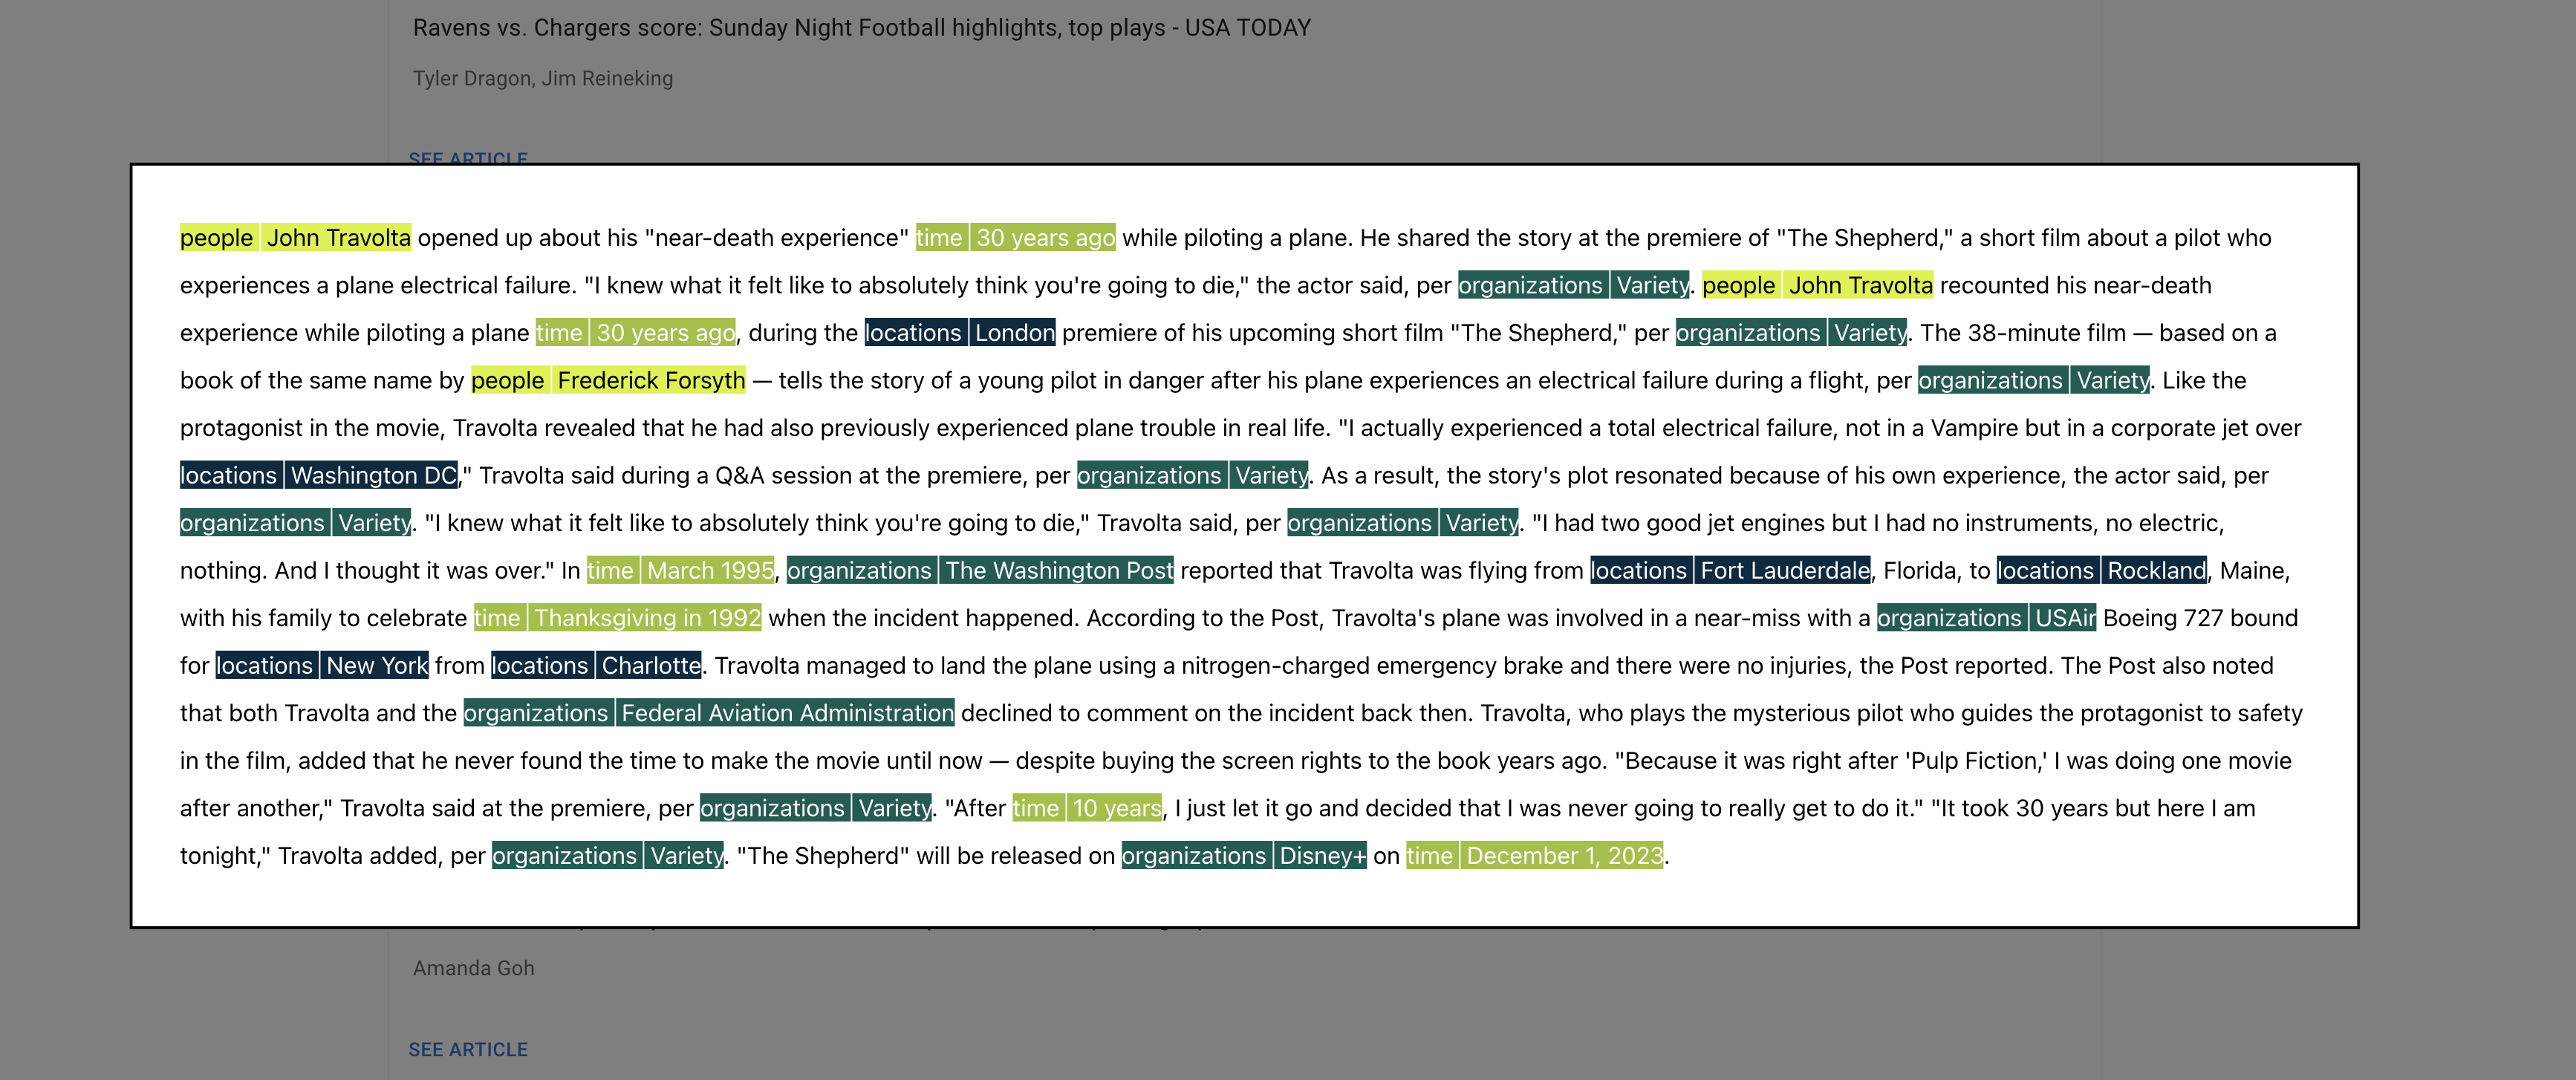 Ravens vs. Chargers score: Sunday Night Football highlights, top plays - USA TODAY
Tyler Dragon, Jim Reineking
SEE ARTICLE
people John Travolta opened up about his "near-death experience" time 30 years ago while piloting a plane. He shared the story at the premiere of "The Shepherd," a short film about a pilot who
experiences a plane electrical failure. "I knew what it felt like to absolutely think you're going to die," the actor said, per organizations Variety. people John Travolta recounted his near-death
experience while piloting a plane time 30 years ago, during the locations London premiere of his upcoming short film "The Shepherd," per organizations Variety. The 38-minute film — based on a
book of the same name by people Frederick Forsyth — tells the story of a young pilot in danger after his plane experiences an electrical failure during a flight, per organizations Variety. Like the
protagonist in the movie, Travolta revealed that he had also previously experienced plane trouble in real life. "I actually experienced a total electrical failure, not in a Vampire but in a corporate jet over
locations Washington DC," Travolta said during a Q&A session at the premiere, per organizations Variety. As a result, the story's plot resonated because of his own experience, the actor said, per
organizations Variety. "I knew what it felt like to absolutely think you're going to die," Travolta said, per organizations Variety. "I had two good jet engines but I had no instruments, no electric,
nothing. And I thought it was over." In time March 1995, organizations The Washington Post reported that Travolta was flying from locations Fort Lauderdale, Florida, to locations Rockland, Maine,
with his family to celebrate time Thanksgiving in 1992 when the incident happened. According to the Post, Travolta's plane was involved in a near-miss with a organizations USAir Boeing 727 bound
for locations New York from locations Charlotte. Travolta managed to land the plane using a nitrogen-charged emergency brake and there were no injuries, the Post reported. The Post also noted
that both Travolta and the organizations Federal Aviation Administration declined to comment on the incident back then. Travolta, who plays the mysterious pilot who guides the protagonist to safety
in the film, added that he never found the time to make the movie until now — despite buying the screen rights to the book years ago. "Because it was right after 'Pulp Fiction,' I was doing one movie
after another," Travolta said at the premiere, per organizations Variety. "After time 10 years, I just let it go and decided that I was never going to really get to do it." "It took 30 years but here I am
tonight," Travolta added, per organizations Variety. "The Shepherd" will be released on organizations Disney+ on time December 1, 2023.
Amanda Goh
SEE ARTICLE